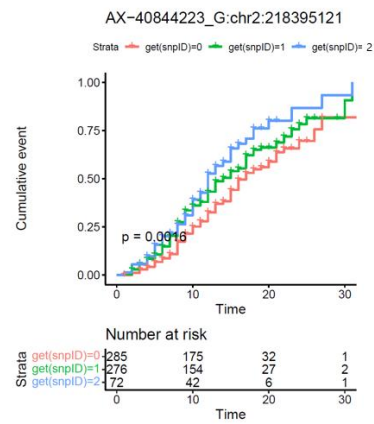 AX−40844223_G:chr2:218395121
Strata get(snpID)=0 get(snpID)=1 get(snpID)= 2
Cumulative event
1.00
0.75
0.50
0.25
0.00
p = 0.0016
0 10 20 30
Time
Number at risk
Strata
get(snpID)=0 285 175 32 1
get(snpID)=1 276 154 27 2
get(snpID)=2 72 42 6 1
0 10 20 30
Time